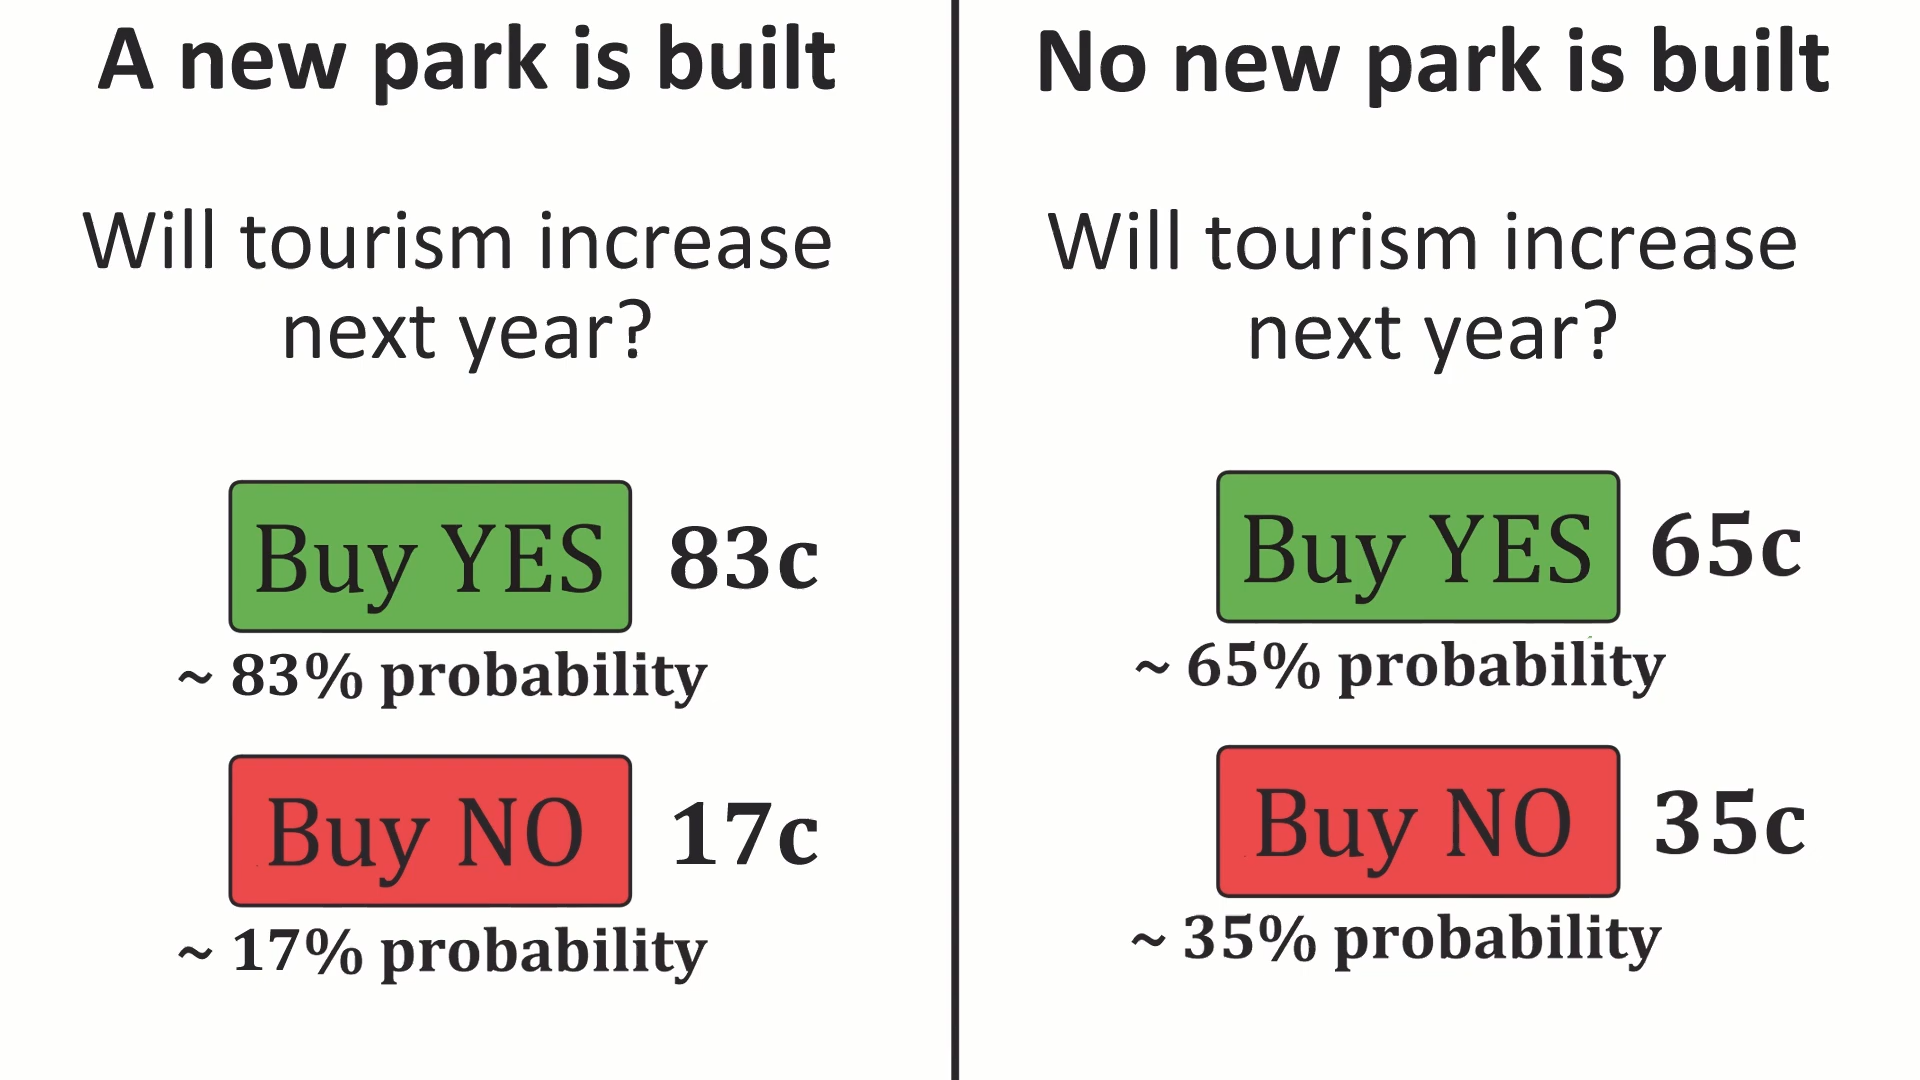 A new park is built
Will tourism increase
next year?
Buy YES 83c
~ 83% probability
Buy NO 17c
~ 17% probability
No new park is built
Will tourism increase
next year?
Buy YES 65c
~ 65% probability
Buy NO 35c
~ 35% probability